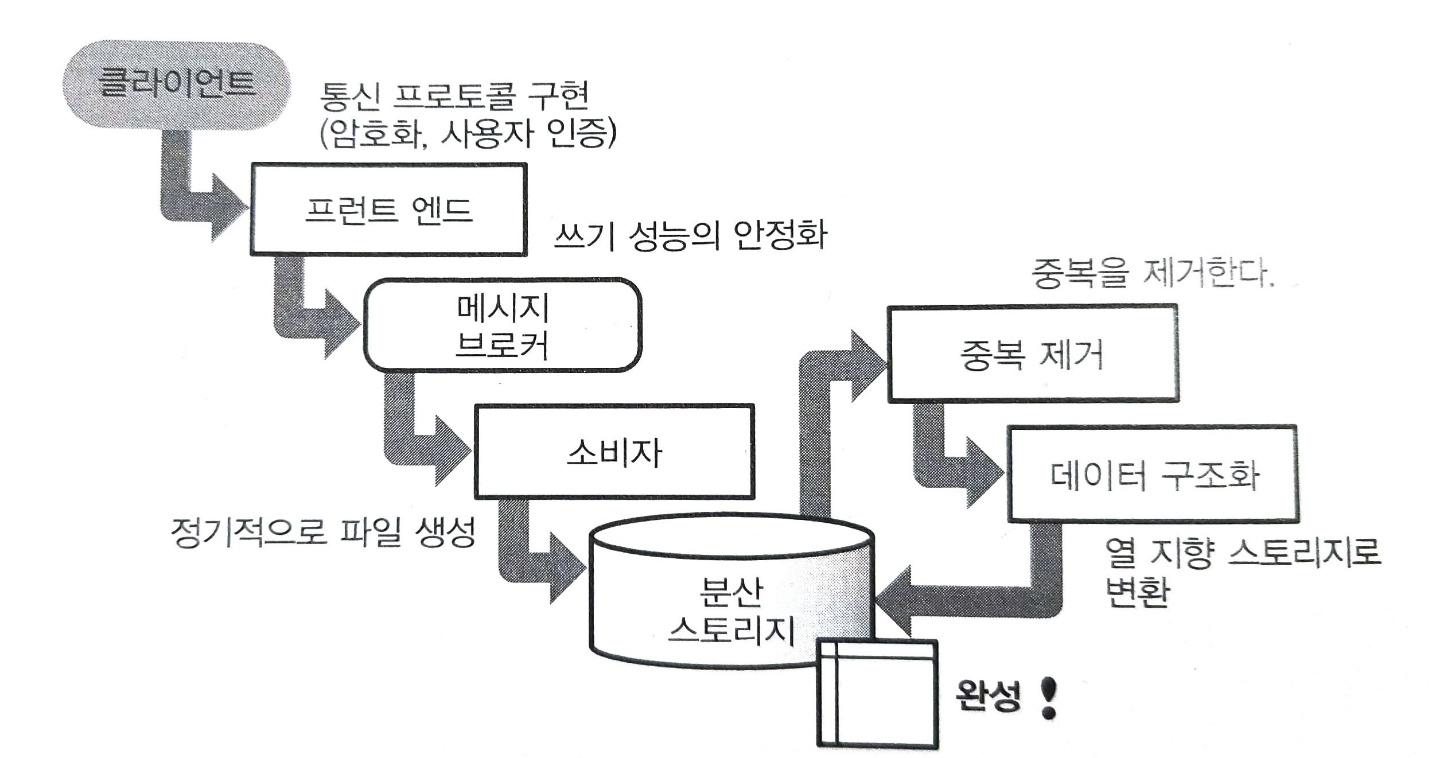 클라이언트
통신 프로토콜 구현
(암호화, 사용자 인증)
프런트 엔드
쓰기 성능의 안정화
메시지
브로커
소비자
정기적으로 파일 생성
분산
스토리지
중복을 제거한다.
중복 제거
데이터 구조화
열 지향 스토리지로
변환
완성!